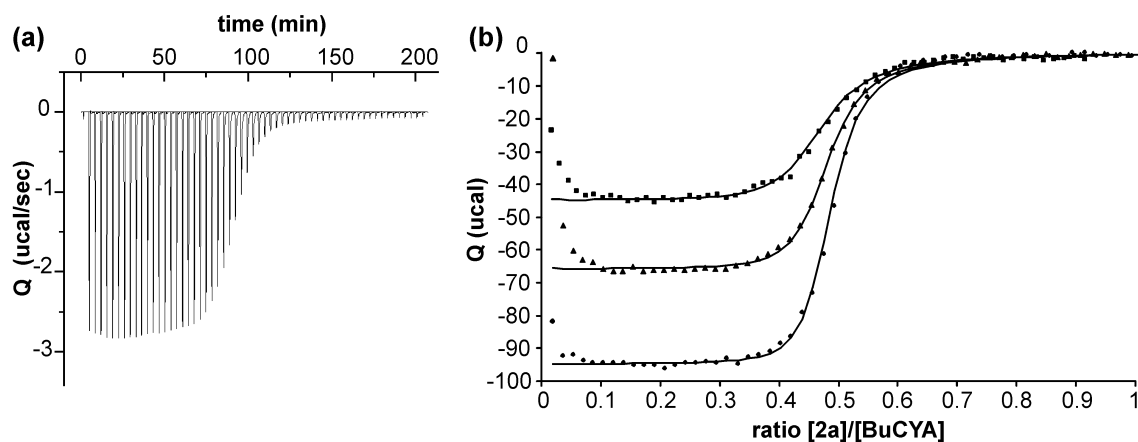 (a)
time (min)
0 50 100 150 200
0
-1
-2
-3
Q (ucal/sec)
(b)
0
-10
-20
-30
-40
-50
-60
-70
-80
-90
-100
Q (ucal)
0 0.1 0.2 0.3 0.4 0.5 0.6 0.7 0.8 0.9 1
ratio [2a]/[BuCYA]